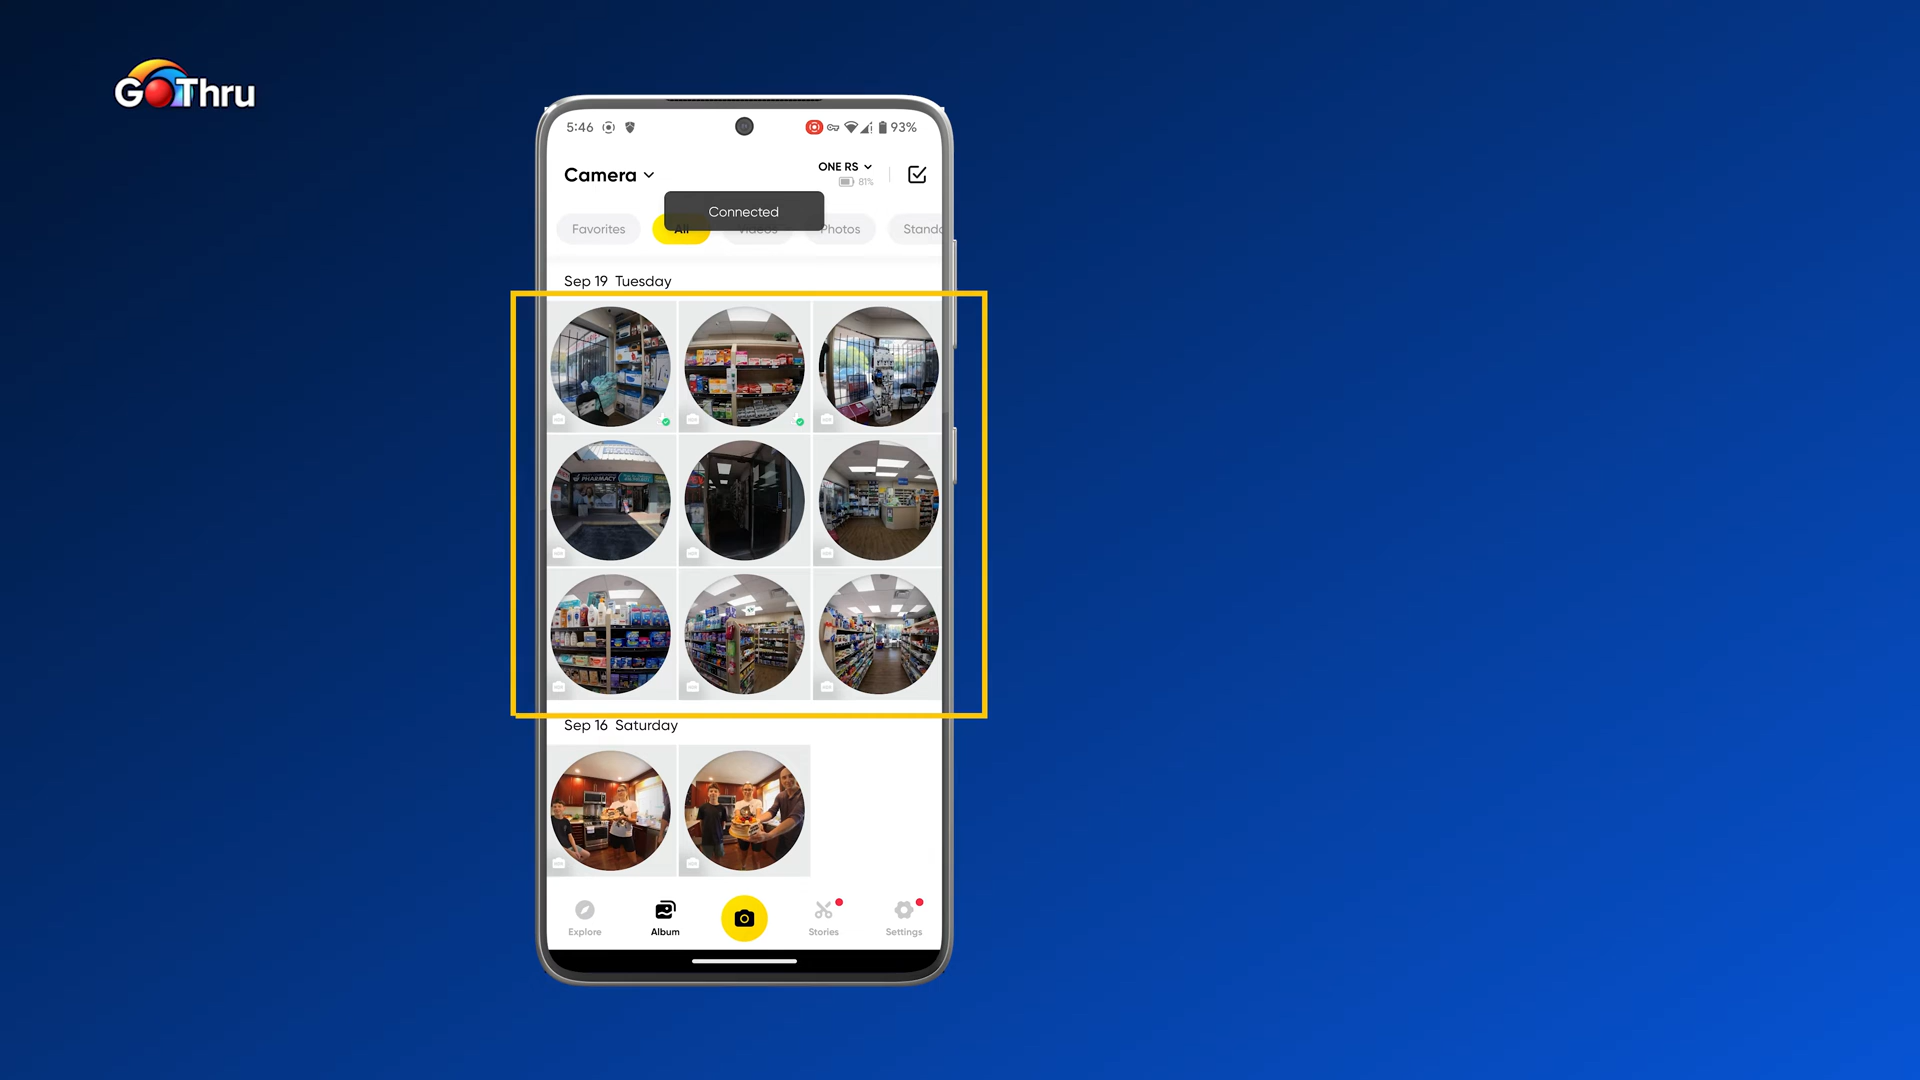 GoThru
5:46
93%
Camera
ONE RS
81%
Connected
Favorites
All
Videos
Photos
Standa
Sep 19 Tuesday
PHARMACY
Sep 16 Saturday
Explore
Album
Stories
Settings